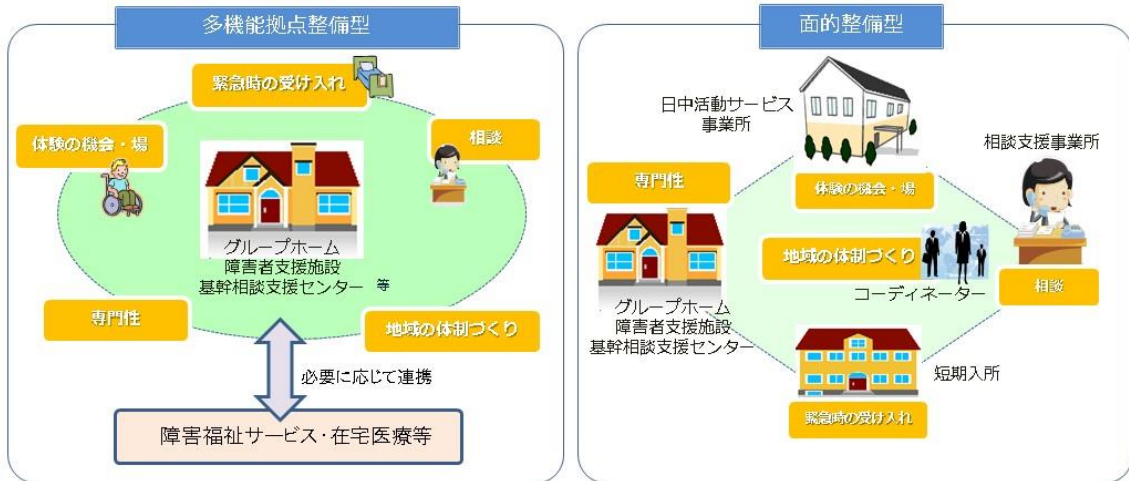 多機能拠点整備型
緊急時の受け入れ
体験の機会・場
相談
グループホーム
障害者支援施設
基幹相談支援センター 等
専門性
地域の体制づくり
必要に応じて連携
障害福祉サービス・在宅医療等
面的整備型
日中活動サービス
事業所
相談支援事業所
専門性
体験の機会・場
地域の体制づくり
コーディネーター
相談
グループホーム
障害者支援施設
基幹相談支援センター
短期入所
緊急時の受け入れ